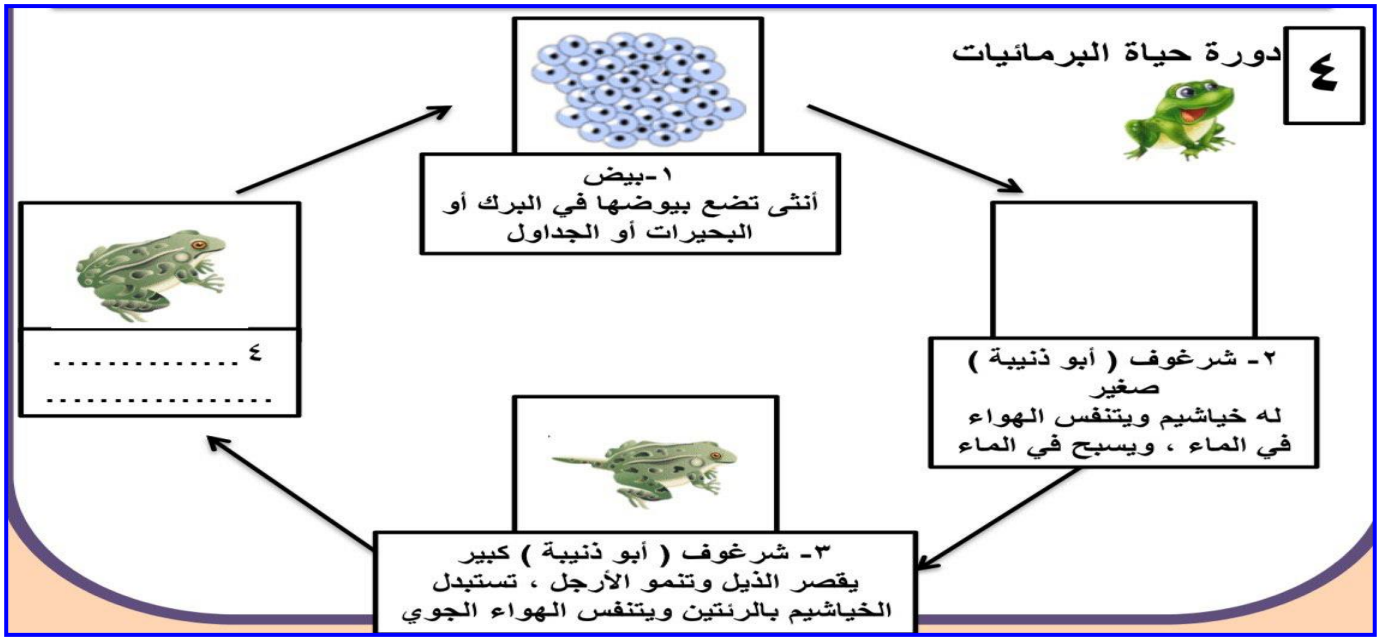 ٤
دورة حياة البرمائيات
١-بيض
أنثى تضع بيوضها في البرك أو
البحيرات أو الجداول
٢- شرغوف ( أبو ذنيبة )
صغير
له خياشيم ويتنفس الهواء
في الماء ، ويسبح في الماء
٣- شرغوف ( أبو ذنيبة ) كبير
يقصر الذيل وتنمو الأرجل ، تستبدل
الخياشيم بالرئتين ويتنفس الهواء الجوي
٤ ..............
.................